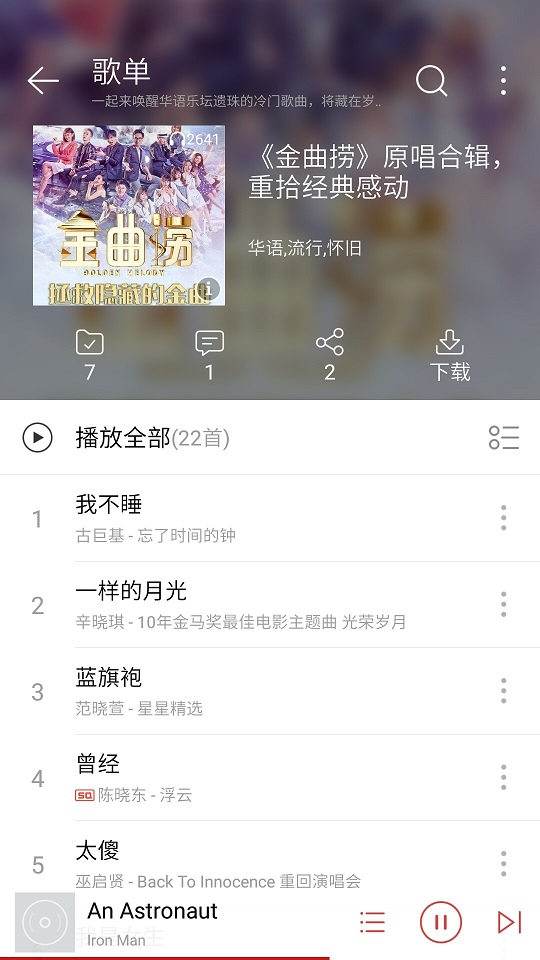 歌单
一起来唤醒华语乐坛遗珠的冷门歌曲，将藏在岁..
2641
金曲捞
GOLDEN MELODY
拯救隐藏的金曲
《金曲捞》原唱合辑，
重拾经典感动
华语,流行,怀旧
7
1
2
下载
播放全部(22首)
1
我不睡
古巨基 - 忘了时间的钟
2
一样的月光
辛晓琪 - 10年金马奖最佳电影主题曲 光荣岁月
3
蓝旗袍
范晓萱 - 星星精选
4
曾经
SQ 陈晓东 - 浮云
5
太傻
巫启贤 - Back To Innocence 重回演唱会
An Astronaut
Iron Man